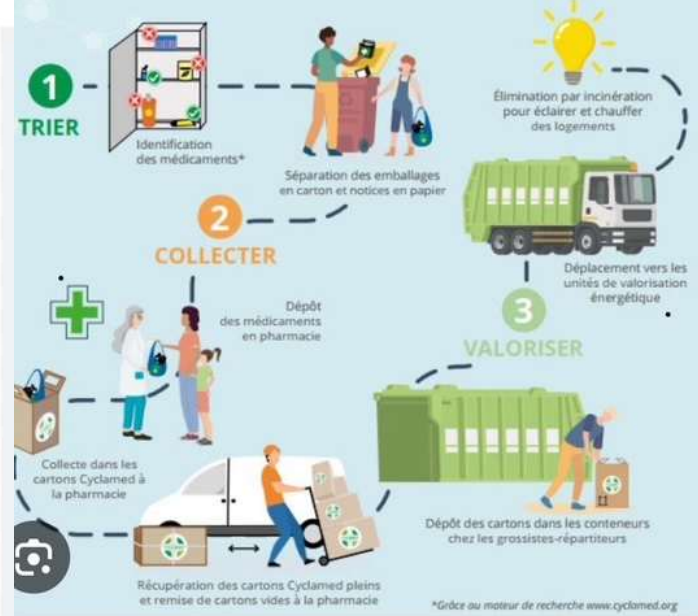 1
TRIER
Identification
des médicaments*
Séparation des emballages
en carton et notices en papier
2
COLLECTER
Dépôt
des médicaments
en pharmacie
Collecte dans les
cartons Cyclamed à
la pharmacie
Récupération des cartons Cyclamed pleins
et remise de cartons vides à la pharmacie
Dépôt des cartons dans les conteneurs
chez les grossistes-répartiteurs
3
VALORISER
Déplacement vers les
unités de valorisation
énergétique
Élimination par incinération
pour éclairer et chauffer
des logements
*Grâce au moteur de recherche www.cyclamed.org